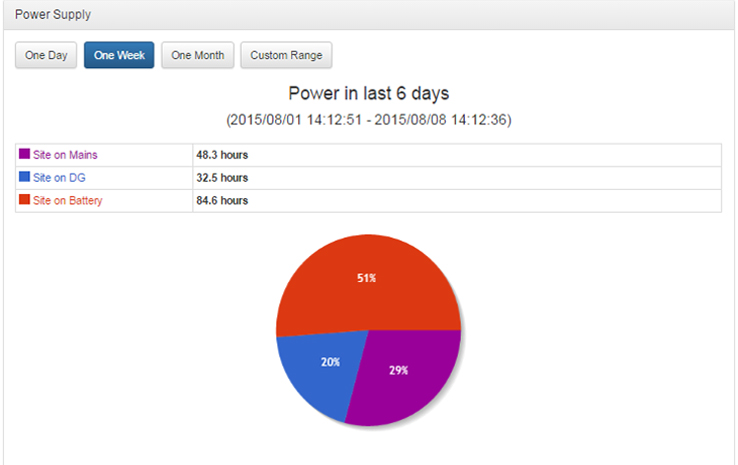 Power Supply
One Day One Week One Month Custom Range
Power in last 6 days
(2015/08/01 14:12:51 - 2015/08/08 14:12:36)
Site on Mains 48.3 hours
Site on DG 32.5 hours
Site on Battery 84.6 hours
51%
20%
29%